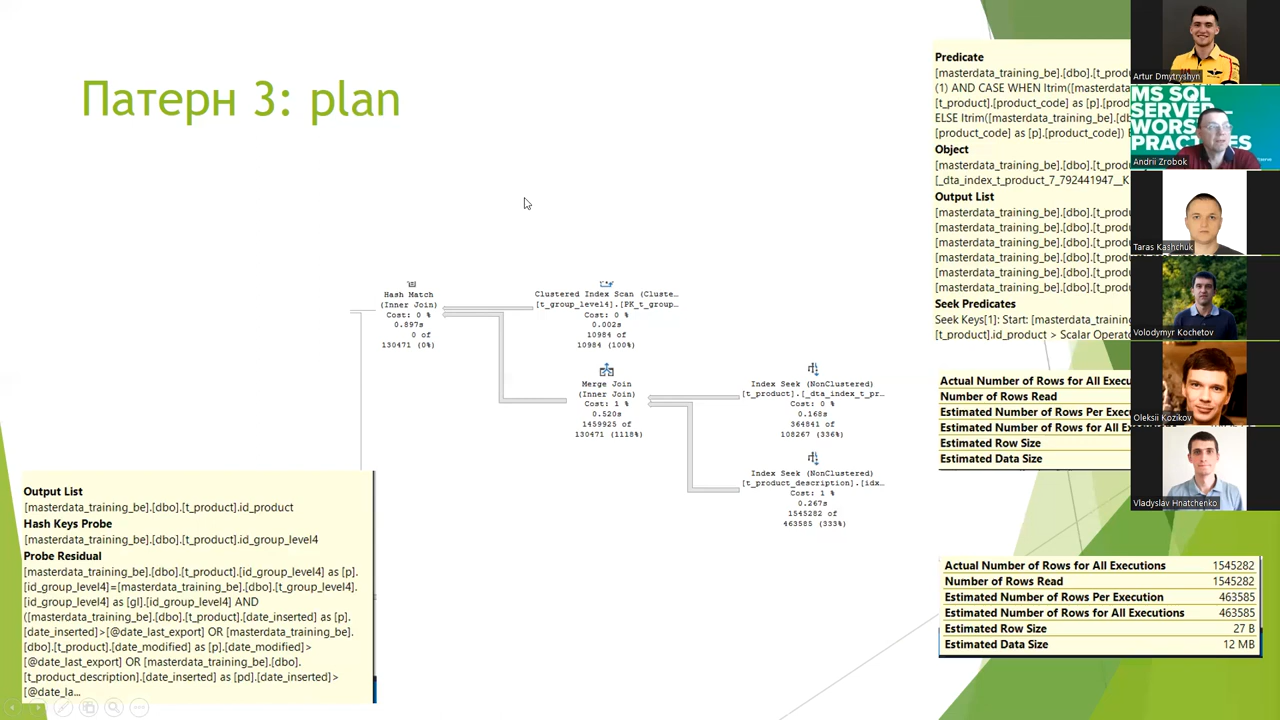 Патерн 3: plan
Hash Match
(Inner Join)
Cost: 0 %
0.897s
0 of
130471 (0%)
Clustered Index Scan (Cluste…
[t_group_level4].[PK_t_group…
Cost: 0 %
0.002s
10984 of
10984 (100%)
Merge Join
(Inner Join)
Cost: 1 %
0.520s
1459925 of
130471 (1118%)
Index Seek (NonClustered)
[t_product].[_dta_index_t_pr…
Cost: 0 %
0.168s
364841 of
108267 (336%)
Index Seek (NonClustered)
[t_product_description].[idx…
Cost: 1 %
0.267s
1545282 of
463585 (333%)
Output List
[masterdata_training_be].[dbo].[t_product].id_product
Hash Keys Probe
[masterdata_training_be].[dbo].[t_product].id_group_level4
Probe Residual
[masterdata_training_be].[dbo].[t_product].[id_group_level4] as [p].
[id_group_level4]=[masterdata_training_be].[dbo].[t_group_level4].
[id_group_level4] as [gl].[id_group_level4] AND
([masterdata_training_be].[dbo].[t_product].[date_inserted] as [p].
[date_inserted]>[@date_last_export] OR [masterdata_training_be].
[dbo].[t_product].[date_modified] as [p].[date_modified]>
[@date_last_export] OR [masterdata_training_be].[dbo].
[t_product_description].[date_inserted] as [pd].[date_inserted]>
[@date_la...
Predicate
[masterdata_training_be].[dbo].[t_produ
(1) AND CASE WHEN ltrim([masterdata
[t_product].[product_code] as [p].[produ
ELSE ltrim([masterdata_training_be].[db
[product_code] as [p].[product_code])
Object
[masterdata_training_be].[dbo].[t_produ
[_dta_index_t_product_7_792441947__K
Output List
[masterdata_training_be].[dbo].[t_produ
[masterdata_training_be].[dbo].[t_produ
[masterdata_training_be].[dbo].[t_produ
[masterdata_training_be].[dbo].[t_produ
[masterdata_training_be].[dbo].[t_produ
[masterdata_training_be].[dbo].[t_produ
Seek Predicates
Seek Keys[1]: Start: [masterdata_training
[t_product].id_product > Scalar Operato
Actual Number of Rows for All Execu
Number of Rows Read
Estimated Number of Rows Per Execu
Estimated Number of Rows for All Ex
Estimated Row Size
Estimated Data Size
Actual Number of Rows for All Executions 1545282
Number of Rows Read 1545282
Estimated Number of Rows Per Execution 463585
Estimated Number of Rows for All Executions 463585
Estimated Row Size 27 B
Estimated Data Size 12 MB
Artur Dmytryshyn
MS SQL
SERVER
WORS
PRACTICES
Andrii Zrobok
Taras Kashchuk
Volodymyr Kochetov
Oleksii Kozikov
Vladyslav Hnatchenko